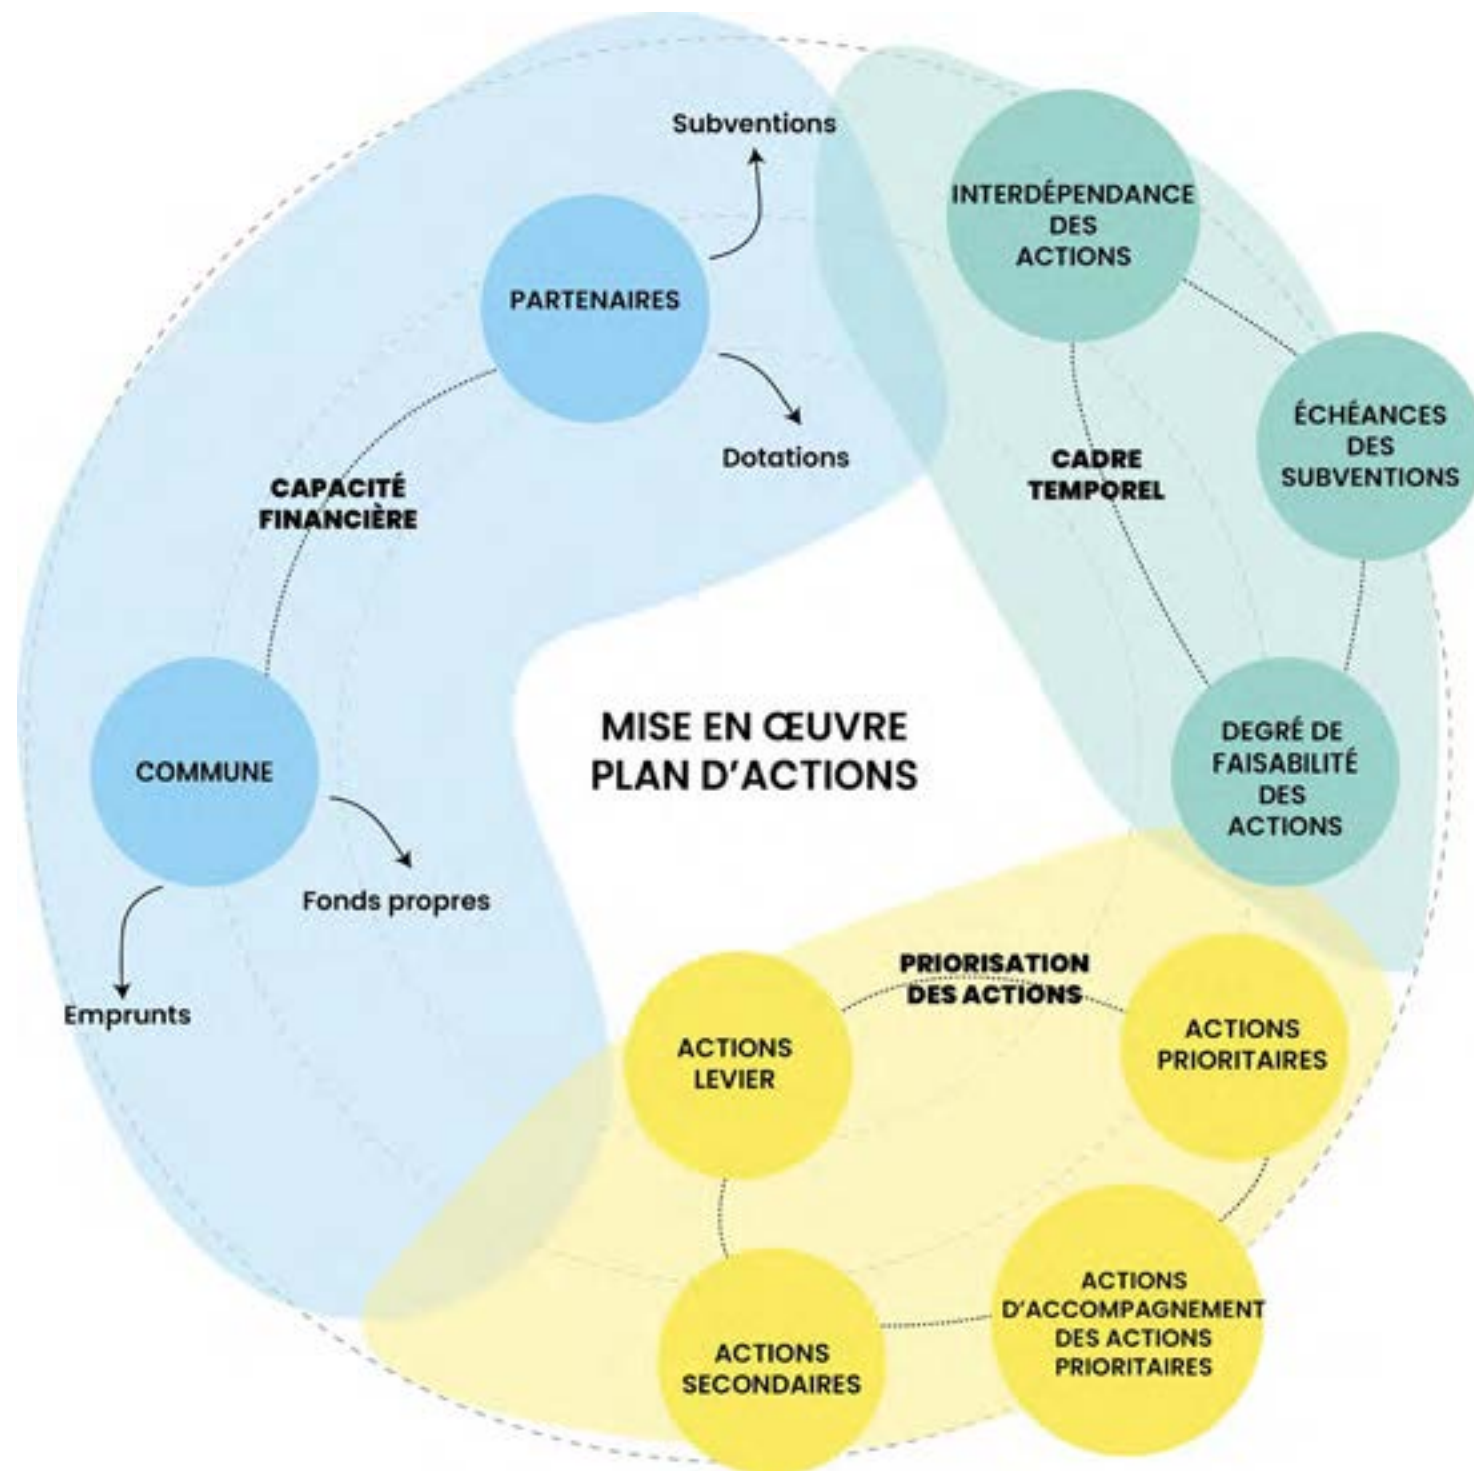 Subventions
PARTENAIRES
Dotations
CAPACITÉ
FINANCIÈRE
COMMUNE
Fonds propres
Emprunts
INTERDÉPENDANCE
DES
ACTIONS
ÉCHÉANCES
DES
SUBVENTIONS
CADRE
TEMPOREL
DEGRÉ DE
FAISABILITÉ
DES
ACTIONS
MISE EN ŒUVRE
PLAN D'ACTIONS
PRIORISATION
DES ACTIONS
ACTIONS
LEVIER
ACTIONS
PRIORITAIRES
ACTIONS
SECONDAIRES
ACTIONS
D'ACCOMPAGNEMENT
DES ACTIONS
PRIORITAIRES